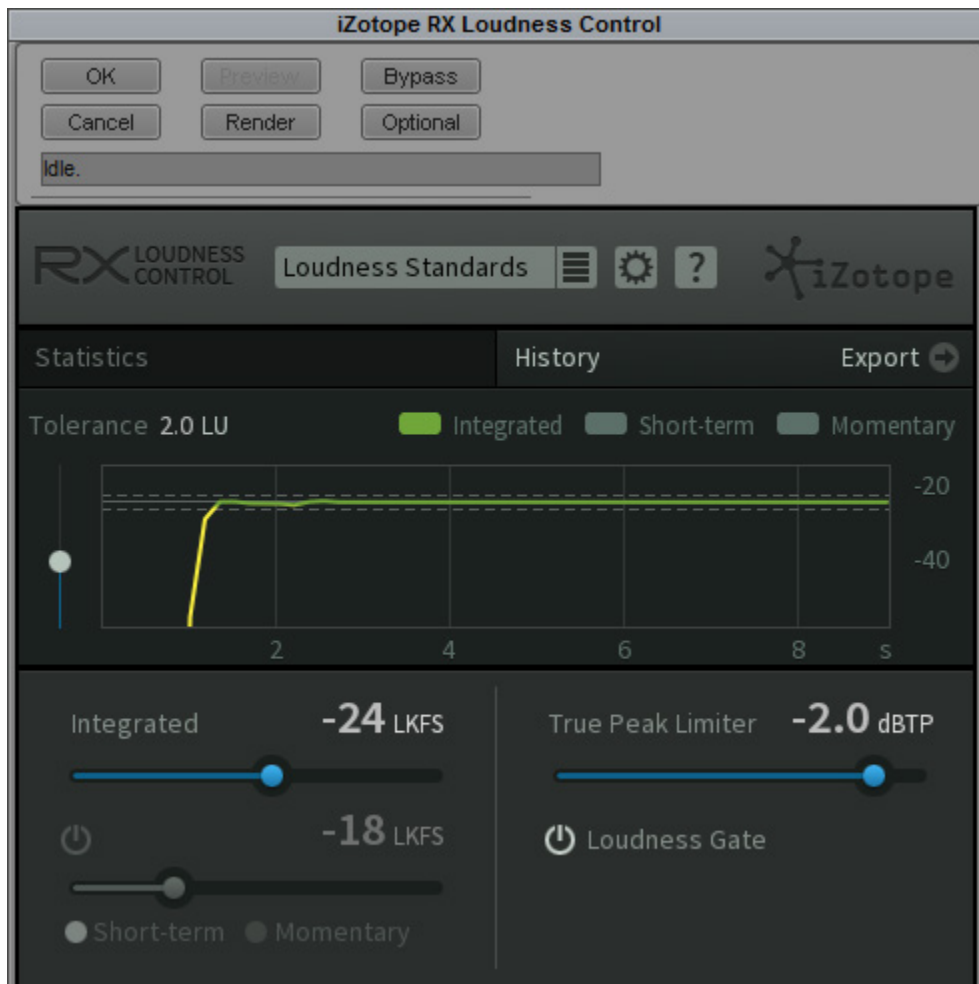 iZotope RX Loudness Control
OK Preview Bypass
Cancel Render Optional
Idle.
RX LOUDNESS CONTROL Loudness Standards ? iZotope
Statistics History Export
Tolerance 2.0 LU Integrated Short-term Momentary
-20
-40
2 4 6 8 s
Integrated -24 LKFS True Peak Limiter -2.0 dBTP
-18 LKFS Loudness Gate
Short-term Momentary